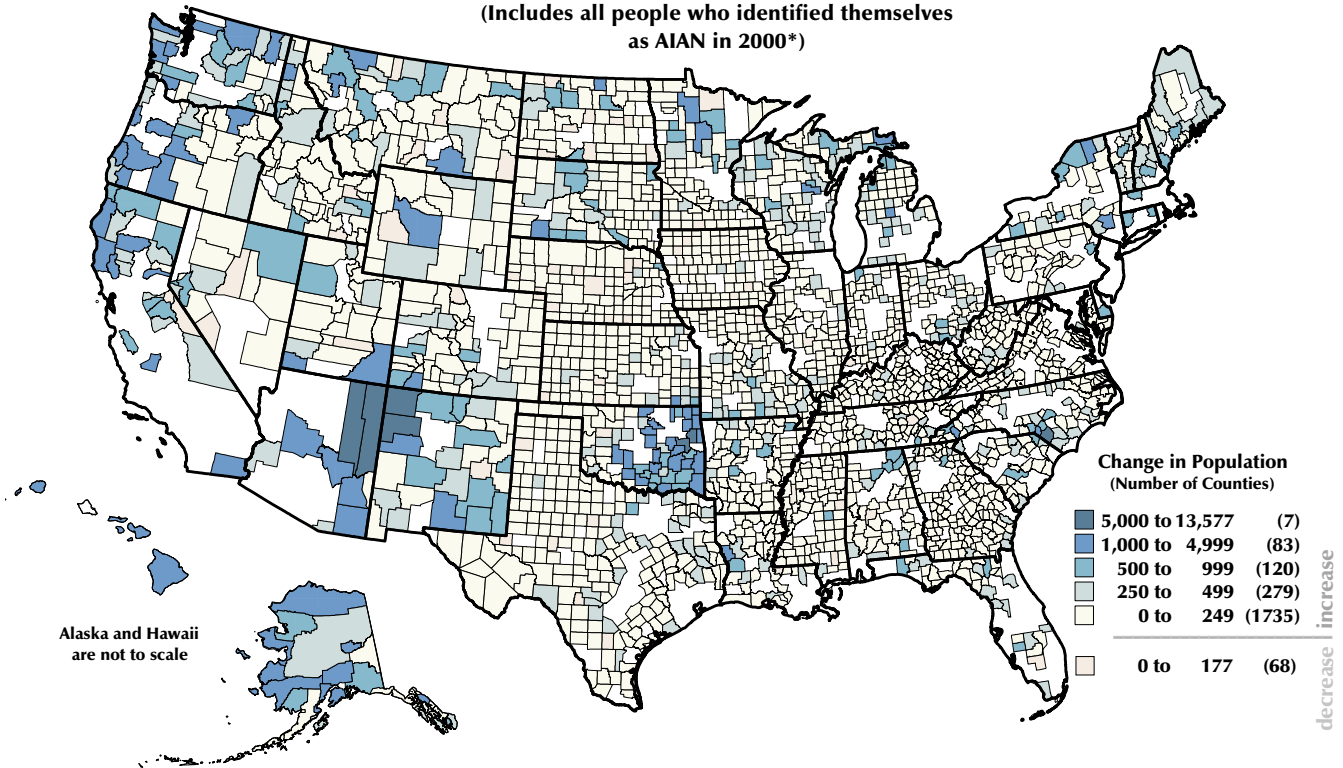 (Includes all people who identified themselves
as AIAN in 2000*)
Alaska and Hawaii
are not to scale
Change in Population
(Number of Counties)
5,000 to 13,577 (7)
1,000 to 4,999 (83)
500 to 999 (120)
250 to 499 (279)
0 to 249 (1735)
0 to 177 (68)
increase
decrease